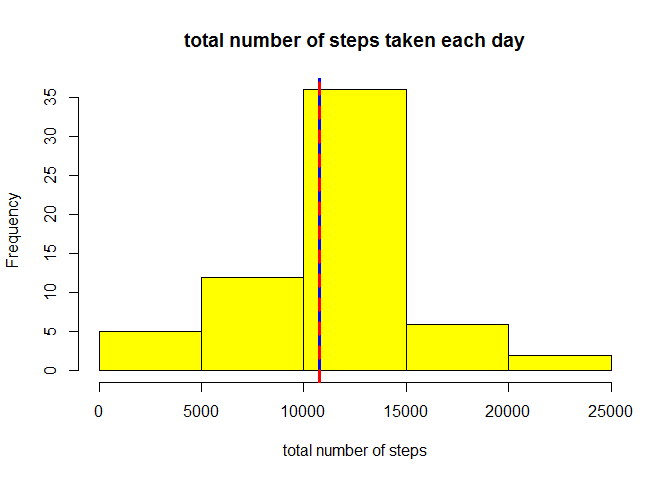 total number of steps taken each day
Frequency
35
30
25
20
15
10
5
0
0 5000 10000 15000 20000 25000
total number of steps